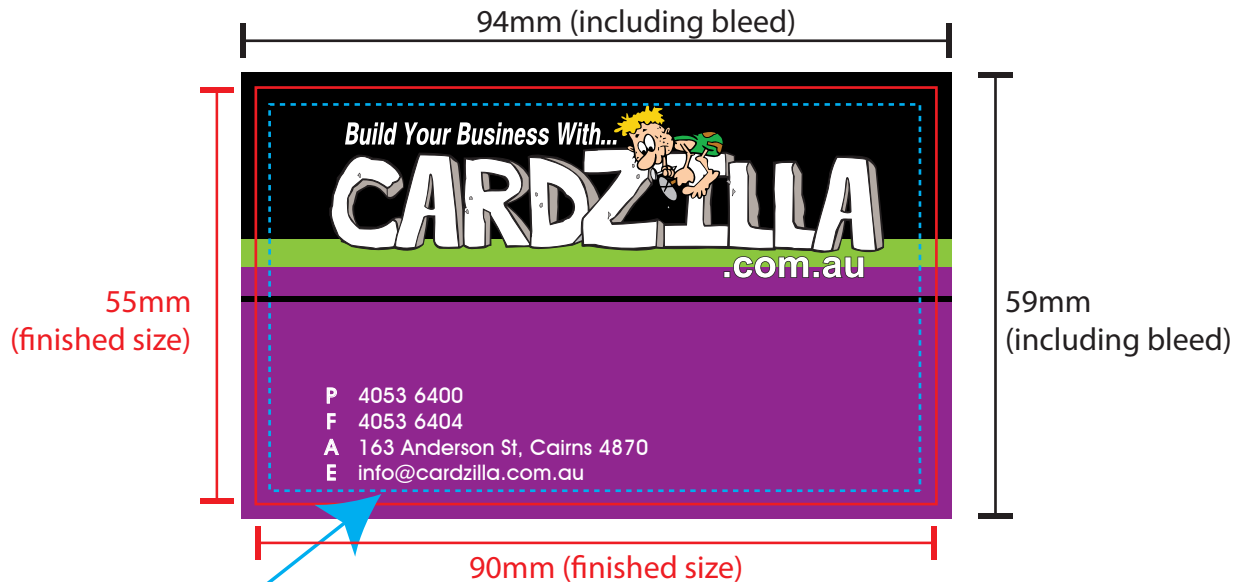 94mm (including bleed)
Build Your Business With...
CARDZILLA
.com.au
55mm
(finished size)
59mm
(including bleed)
P 4053 6400
F 4053 6404
A 163 Anderson St, Cairns 4870
E info@cardzilla.com.au
90mm (finished size)